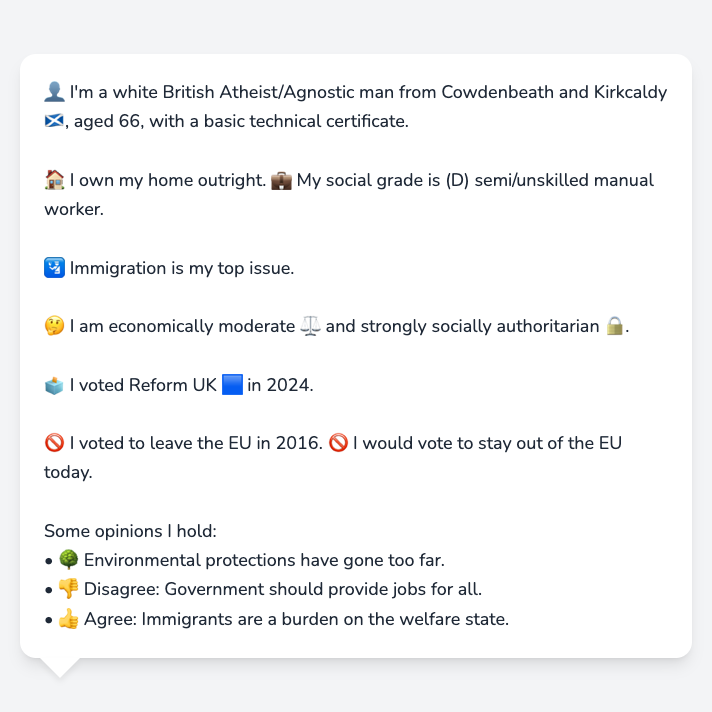 👤 I'm a white British Atheist/Agnostic man from Cowdenbeath and Kirkcaldy
🏴󠁧󠁢󠁳󠁣󠁴󠁿, aged 66, with a basic technical certificate.
🏠 I own my home outright. 💼 My social grade is (D) semi/unskilled manual
worker.
🛂 Immigration is my top issue.
🤔 I am economically moderate ⚖️ and strongly socially authoritarian 🔒.
🗳️ I voted Reform UK 🟦 in 2024.
🚫 I voted to leave the EU in 2016. 🚫 I would vote to stay out of the EU
today.
Some opinions I hold:
• 🌳 Environmental protections have gone too far.
• 👎 Disagree: Government should provide jobs for all.
• 👍 Agree: Immigrants are a burden on the welfare state.